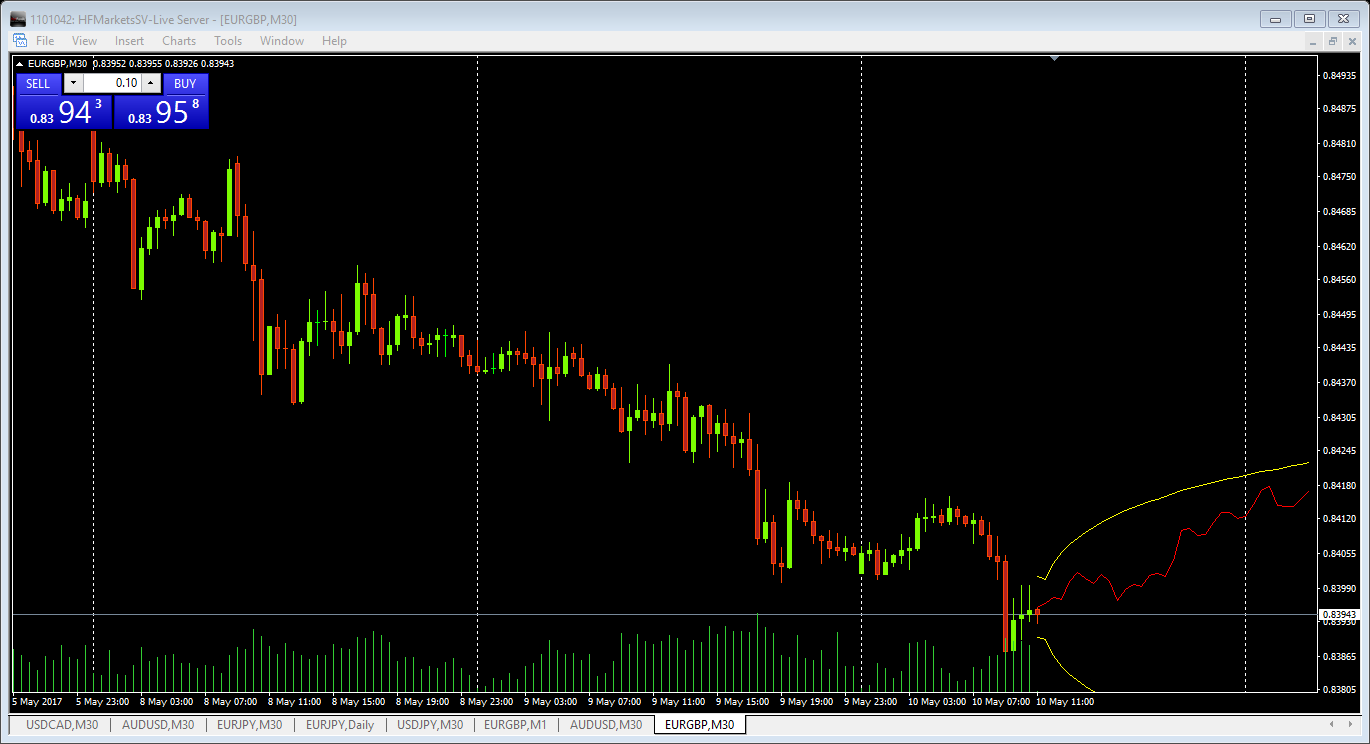 1101042: HFMarketsSV-Live Server - [EURGBP,M30]
File View Insert Charts Tools Window Help
EURGBP,M30 0.83952 0.83955 0.83926 0.83943
SELL 0.10 BUY
0.83 94 3 0.83 95 8
0.84935
0.84875
0.84810
0.84750
0.84685
0.84620
0.84560
0.84495
0.84435
0.84370
0.84305
0.84245
0.84180
0.84120
0.84055
0.83990
0.83943
0.83930
0.83865
0.83805
5 May 2017 5 May 23:00 8 May 03:00 8 May 07:00 8 May 11:00 8 May 15:00 8 May 19:00 8 May 23:00 9 May 03:00 9 May 07:00 9 May 11:00 9 May 15:00 9 May 19:00 9 May 23:00 10 May 03:00 10 May 07:00 10 May 11:00
USDCAD,M30 AUDUSD,M30 EURJPY,M30 EURJPY,Daily USDJPY,M30 EURGBP,M1 AUDUSD,M30 EURGBP,M30